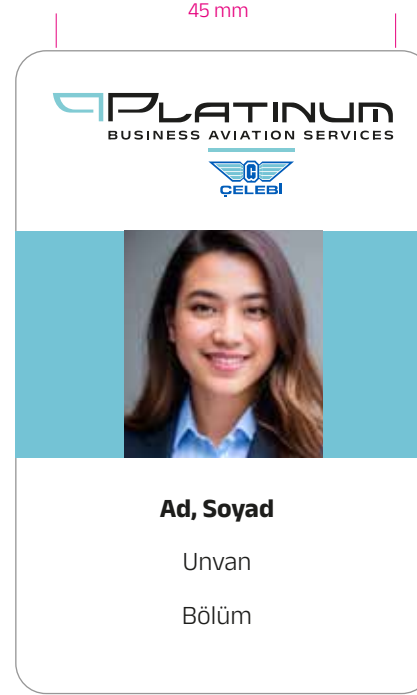 45 mm
PLATINUM
BUSINESS AVIATION SERVICES
Ç
ÇELEBİ
Ad, Soyad
Unvan
Bölüm